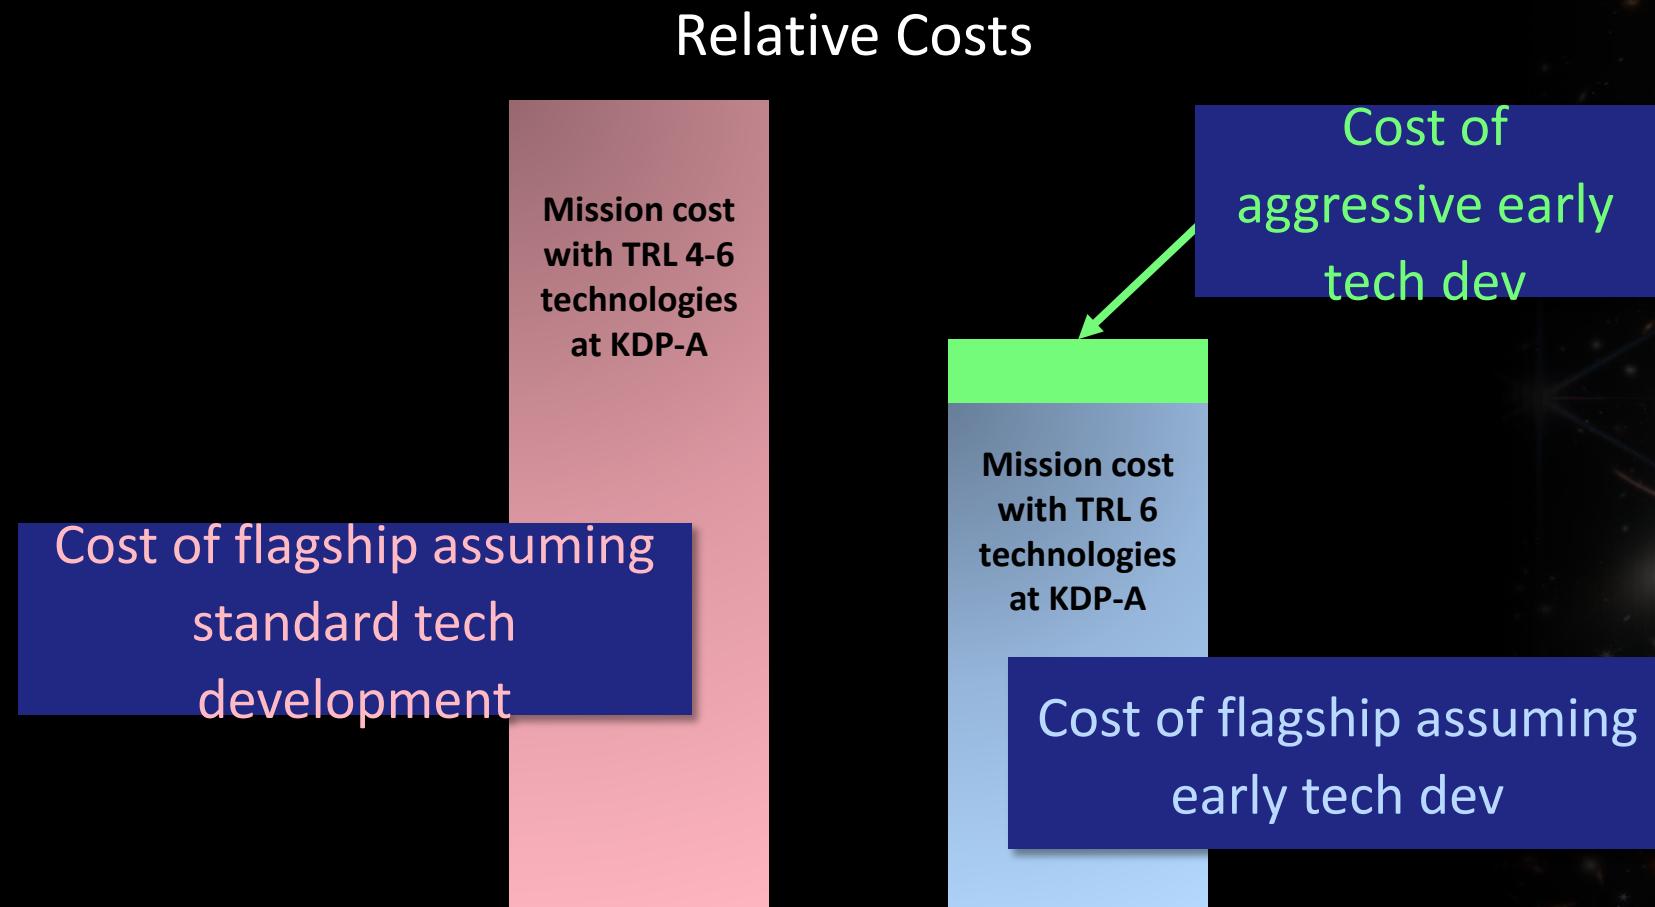 Relative Costs
Mission cost
with TRL 4-6
technologies
at KDP-A
Cost of flagship assuming
standard tech
development
Cost of
aggressive early
tech dev
Mission cost
with TRL 6
technologies
at KDP-A
Cost of flagship assuming
early tech dev